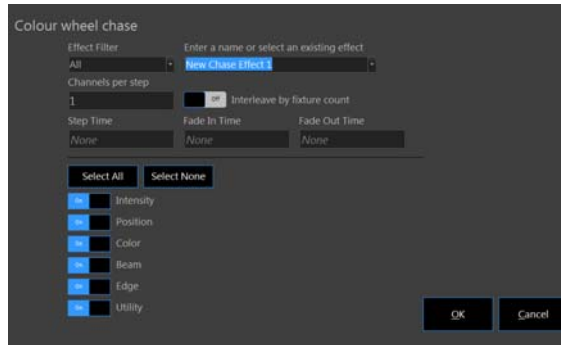 Colour wheel chase
Effect Filter Enter a name or select an existing effect
All New Chase Effect 1
Channels per step
1 Off Interleave by fixture count
Step Time Fade In Time Fade Out Time
None None None
Select All Select None
On Intensity
On Position
On Color
On Beam
On Edge
On Utility
OK Cancel